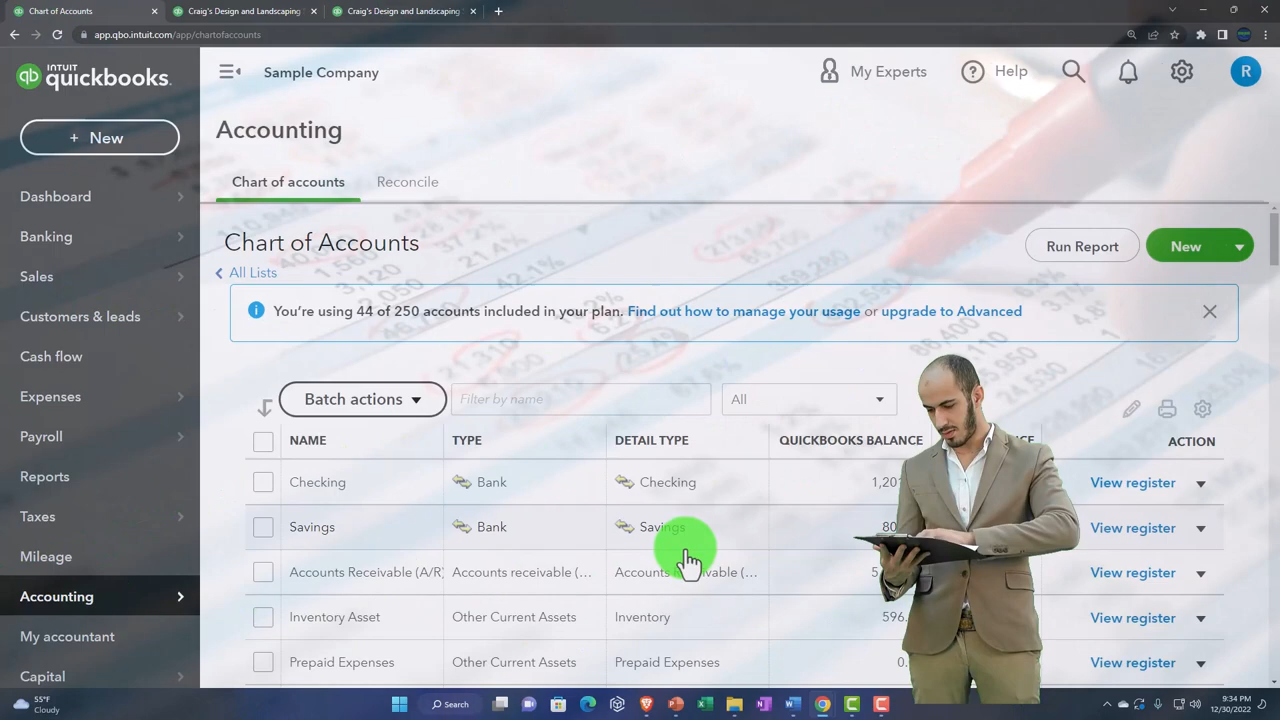 Chart of Accounts
Craig's Design and Landscaping
Craig's Design and Landscaping
app.qbo.intuit.com/app/chartofaccounts
INTUIT
quickbooks.
Sample Company
My Experts
Help
R
+ New
Accounting
Chart of accounts
Reconcile
Dashboard
Banking
Sales
Customers & leads
Cash flow
Expenses
Payroll
Reports
Taxes
Mileage
Accounting
My accountant
Capital
Chart of Accounts
All Lists
Run Report
New
You're using 44 of 250 accounts included in your plan. Find out how to manage your usage or upgrade to Advanced
Batch actions
Filter by name
All
NAME TYPE DETAIL TYPE QUICKBOOKS BALANCE ACTION
Checking Bank Checking 1,20 View register
Savings Bank Savings 80 View register
Accounts Receivable (A/R) Accounts receivable (... 5 View register
Inventory Asset Other Current Assets Inventory 596. View register
Prepaid Expenses Other Current Assets Prepaid Expenses 0. View register
55°F
Cloudy
Search
9:34 PM
12/30/2022